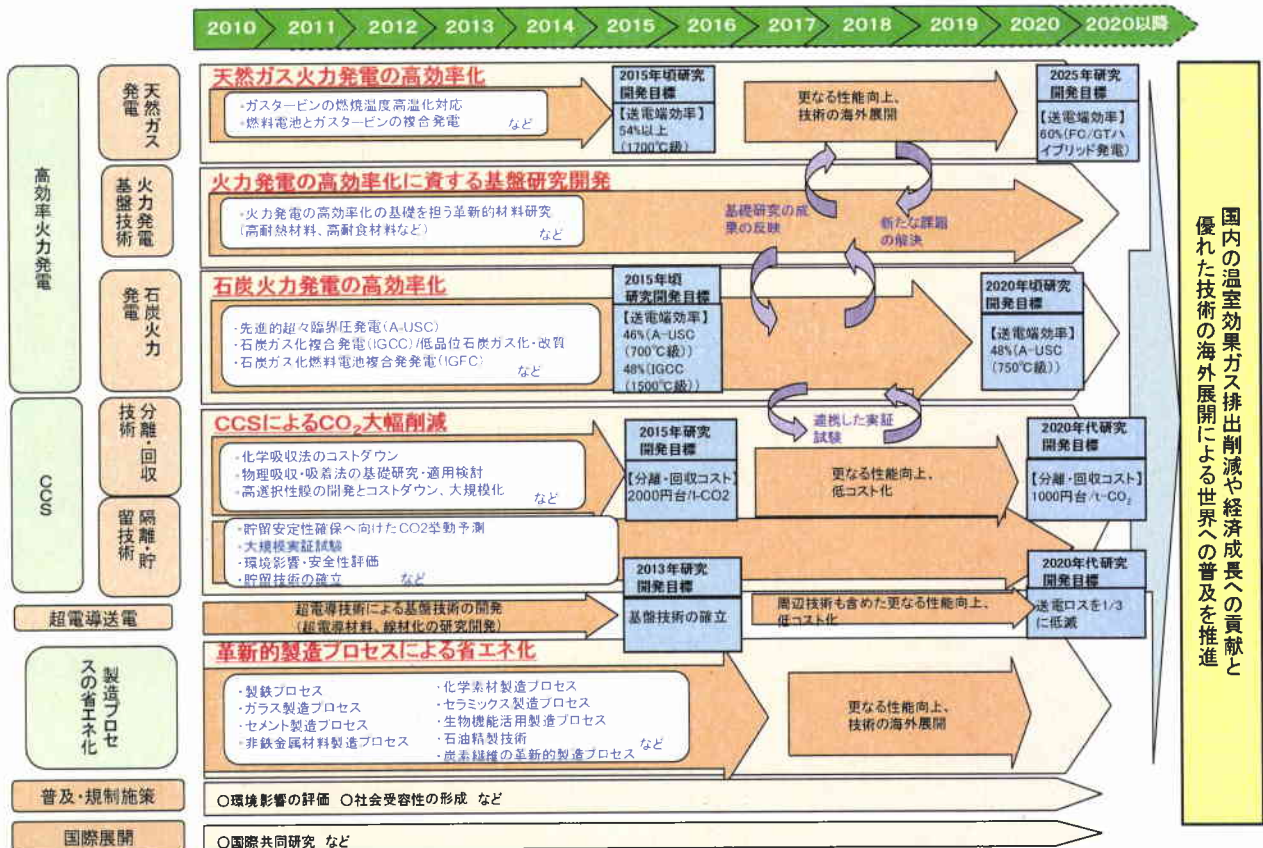 2010 2011 2012 2013 2014 2015 2016 2017 2018 2019 2020 2020以降
高効率火力発電
天然ガス
発電
天然ガス火力発電の高効率化
・ガスタービンの燃焼温度高温化対応
・燃料電池とガスタービンの複合発電 など
2015年頃研究
開発目標
【送電端効率】
54%以上
(1700℃級)
更なる性能向上、
技術の海外展開
2025年研究
開発目標
【送電端効率】
60%(FC/GTハ
イブリッド発電)
火力発電
基盤技術
火力発電の高効率化に資する基盤研究開発
・火力発電の高効率化の基礎を担う革新的材料研究
(高耐熱材料、高耐食材料など) など
基礎研究の成
果の反映
新たな課題
の解決
石炭火力
発電
石炭火力発電の高効率化
・先進的超々臨界圧発電(A-USC)
・石炭ガス化複合発電(IGCC)/低品位石炭ガス化・改質
・石炭ガス化燃料電池複合発発電(IGFC)
など
2015年頃
研究開発目標
【送電端効率】
46%(A-USC
(700℃級))
48%(IGCC
(1500℃級)
2020年頃研究
開発目標
【送電端効率】
48%(A-USC
(750℃級))
CCS
分離・回収
技術
CCSによるCO₂大幅削減
・化学吸収法のコストダウン
・物理吸収・吸着法の基礎研究・適用検討
・高選択性膜の開発とコストダウン、大規模化 など
2015年研究
開発目標
【分離・回収コスト】
2000円台/t-CO2
連携した実証
試験
更なる性能向上、
低コスト化
2020年代研究
開発目標
【分離・回収コスト】
1000円台/t-CO₂
隔離・貯
留技術
・貯留安定性確保へ向けたCO2挙動予測
・大規模実証試験
・環境影響・安全性評価
・貯留技術の確立 など
超電導送電
超電導技術による基盤技術の開発
(超電導材料、線材化の研究開発)
2013年研究
開発目標
基盤技術の確立
周辺技術も含めた更なる性能向上、
低コスト化
2020年代研究
開発目標
送電ロスを1/3
に低減
製造プロセ
スの省エネ化
革新的製造プロセスによる省エネ化
・製鉄プロセス
・ガラス製造プロセス
・セメント製造プロセス
・非鉄金属材料製造プロセス
・化学素材製造プロセス
・セラミックス製造プロセス
・生物機能活用製造プロセス
・石油精製技術
・炭素繊維の革新的製造プロセス
など
更なる性能向上、
技術の海外展開
普及・規制施策
○環境影響の評価 ○社会受容性の形成 など
国際展開
○国際共同研究 など
国内の温室効果ガス排出削減や経済成長への貢献と
優れた技術の海外展開による世界への普及を推進